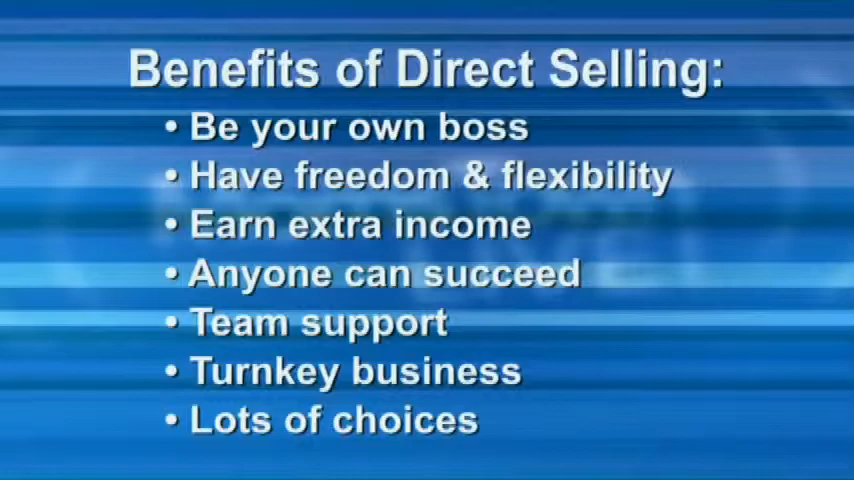 Benefits of Direct Selling:
• Be your own boss
• Have freedom & flexibility
• Earn extra income
• Anyone can succeed
• Team support
• Turnkey business
• Lots of choices